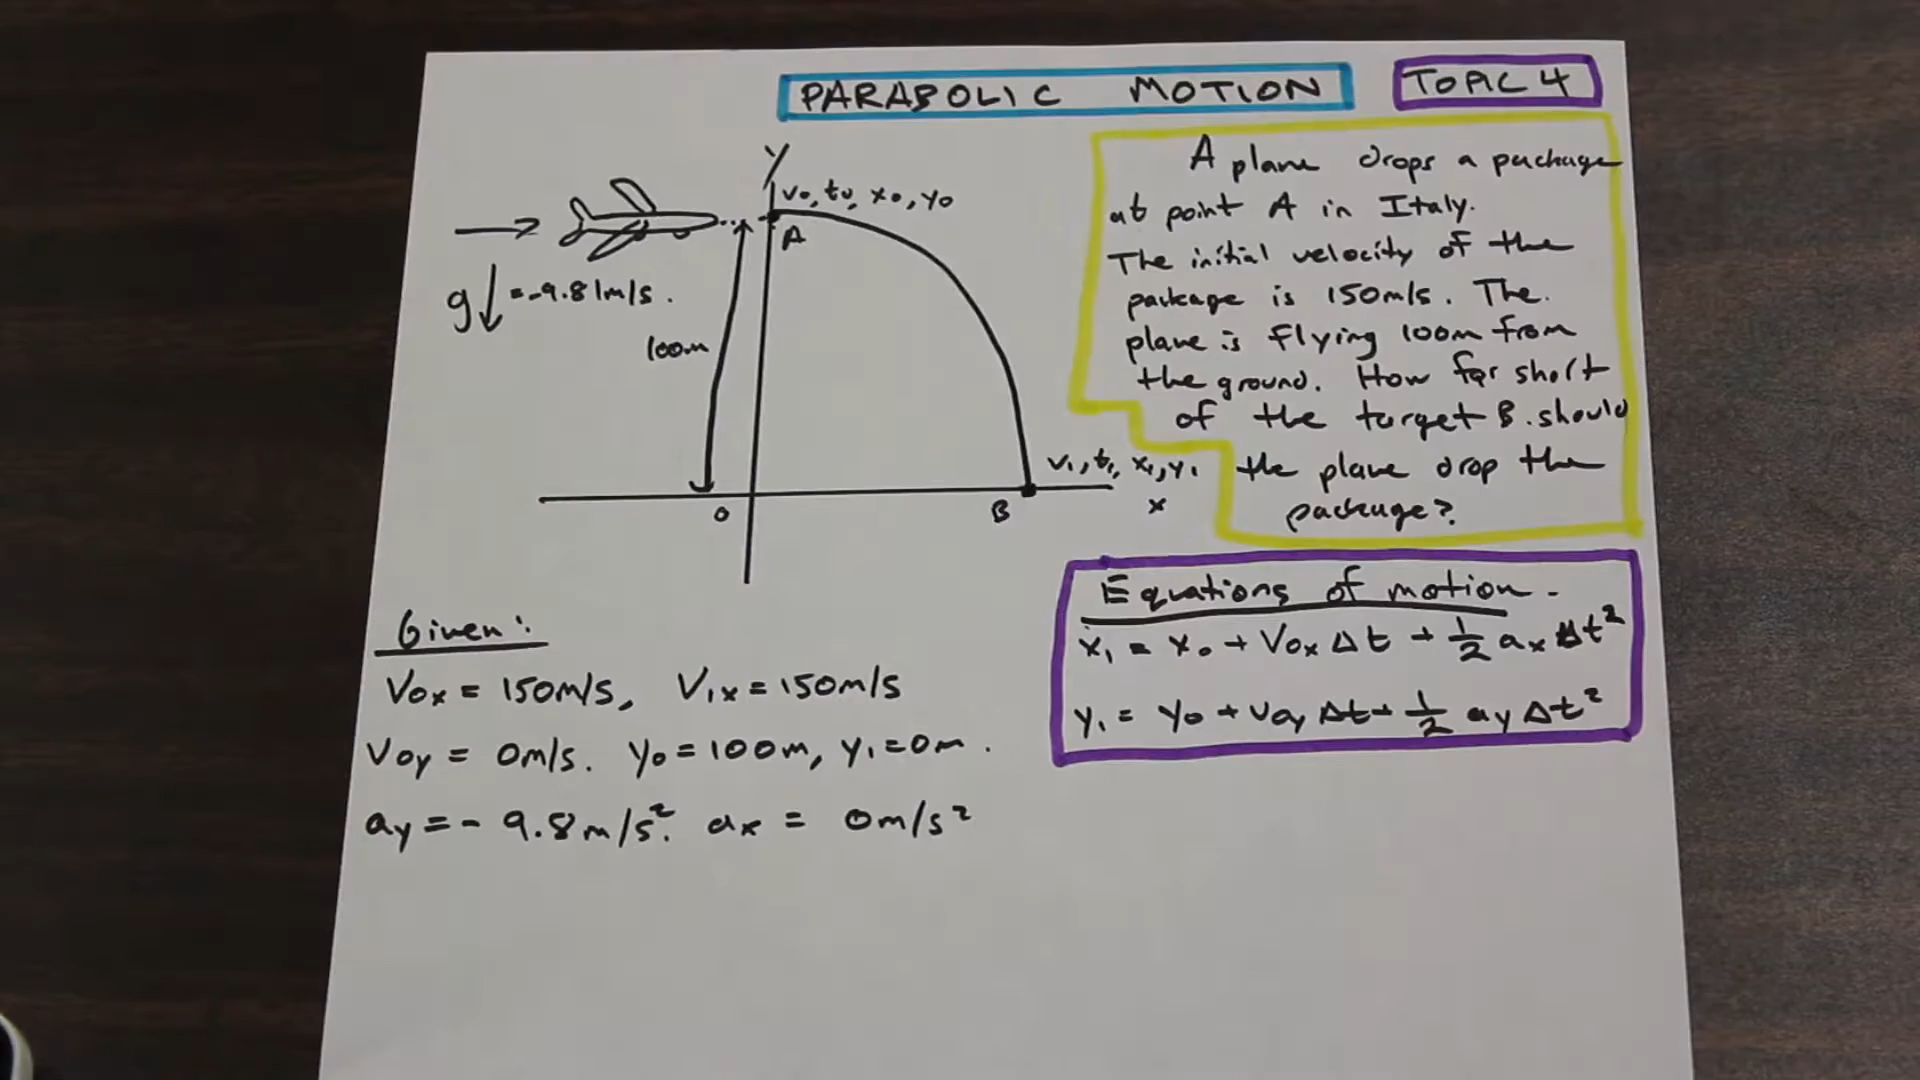 PARABOLIC MOTION
TOPIC 4
Y
V0, t0, x0, y0
A
g ↓ = -9.81m/s.
100m
O
B
V1, t1, x1, y1
x
A plane drops a package
at point A in Italy.
The initial velocity of the
package is 150m/s. The.
plane is flying 100m from
the ground. How far short
of the target B. should
the plane drop the
package?.
Equations of motion.
x1 = x0 + V0x Δt + 1/2 ax Δt²
y1 = y0 + V0y Δt + 1/2 ay Δt²
Given:
V0x = 150m/s, V1x = 150m/s
V0y = 0m/s. y0 = 100m, y1 = 0m.
ay = - 9.8m/s². ax = 0m/s²